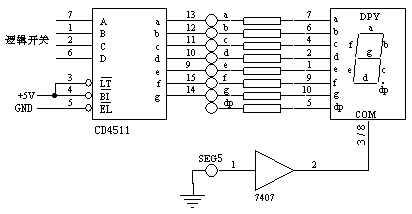 7 A a 13 a 7 a DPY
1 B b 12 b 6 b a
逻辑开关 2 C c 11 c 4 c f b
6 D d 10 d 2 d g
e 9 e 1 e e c
f 15 f 9 f d
+5V 3 LT g 14 g 10 g dp
4 BI dp 5 dp
GND 5 EL COM
CD4511 3/8
SEG5 1 2
7407